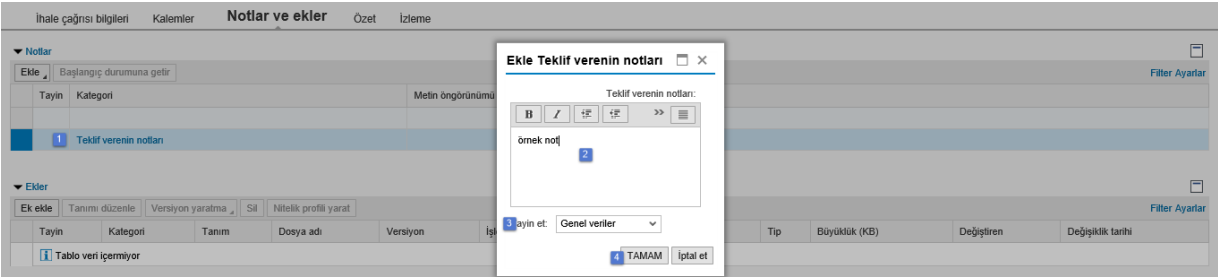 İhale çağrısı bilgileri Kalemler Notlar ve ekler Özet İzleme
Notlar
Ekle Başlangıç durumuna getir Filter Ayarlar
Tayin Kategori Metin öngörünümü
1 Teklif verenin notları
Ekle Teklif verenin notları
Teklif verenin notları:
B I
örnek not
2
3 ayin et: Genel veriler
4 TAMAM İptal et
Ekler
Ek ekle Tanımı düzenle Versiyon yaratma Sil Nitelik profili yarat Filter Ayarlar
Tayin Kategori Tanım Dosya adı Versiyon Tip Büyüklük (KB) Değiştiren Değişiklik tarihi
i Tablo veri içermiyor